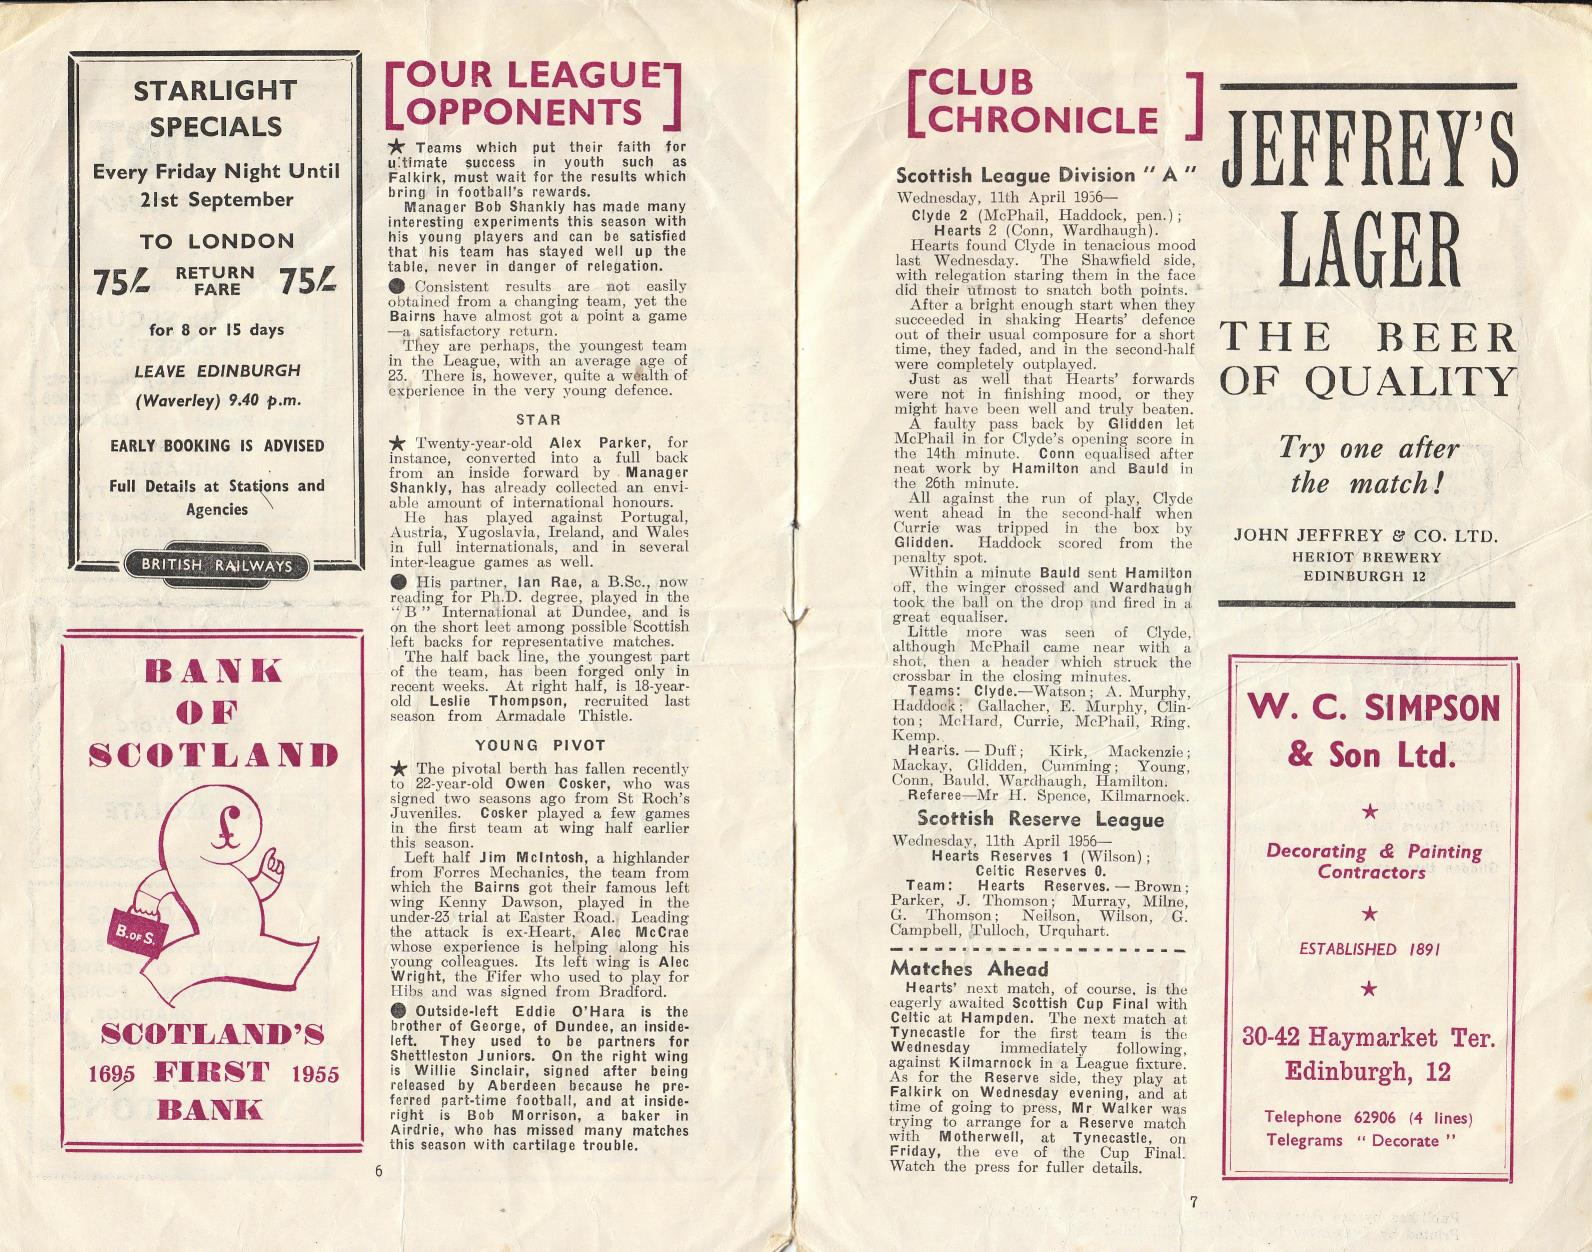 STARLIGHT
SPECIALS
Every Friday Night Until
21st September
TO LONDON
75/- RETURN FARE 75/-
for 8 or 15 days
LEAVE EDINBURGH
(Waverley) 9.40 p.m.
EARLY BOOKING IS ADVISED
Full Details at Stations and
Agencies
BRITISH RAILWAYS
BANK
OF
SCOTLAND
£
B. OF S.
SCOTLAND'S
1695 FIRST 1955
BANK
OUR LEAGUE
OPPONENTS
★ Teams which put their faith for
ultimate success in youth such as
Falkirk, must wait for the results which
bring in football's rewards.
Manager Bob Shankly has made many
interesting experiments this season with
his young players and can be satisfied
that his team has stayed well up the
table, never in danger of relegation.
● Consistent results are not easily
obtained from a changing team, yet the
Bairns have almost got a point a game
—a satisfactory return.
They are perhaps, the youngest team
in the League, with an average age of
23. There is, however, quite a wealth of
experience in the very young defence.
STAR
★ Twenty-year-old Alex Parker, for
instance, converted into a full back
from an inside forward by Manager
Shankly, has already collected an envi-
able amount of international honours.
He has played against Portugal,
Austria, Yugoslavia, Ireland, and Wales
in full internationals, and in several
inter-league games as well.
● His partner, Ian Rae, a B.Sc., now
reading for Ph.D. degree, played in the
"B" International at Dundee, and is
on the short leet among possible Scottish
left backs for representative matches.
The half back line, the youngest part
of the team, has been forged only in
recent weeks. At right half, is 18-year-
old Leslie Thompson, recruited last
season from Armadale Thistle.
YOUNG PIVOT
★ The pivotal berth has fallen recently
to 22-year-old Owen Cosker, who was
signed two seasons ago from St Roch's
Juveniles. Cosker played a few games
in the first team at wing half earlier
this season.
Left half Jim McIntosh, a highlander
from Forres Mechanics, the team from
which the Bairns got their famous left
wing Kenny Dawson, played in the
under-23 trial at Easter Road. Leading
the attack is ex-Heart, Alec McCrae
whose experience is helping along his
young colleagues. Its left wing is Alec
Wright, the Fifer who used to play for
Hibs and was signed from Bradford.
● Outside-left Eddie O'Hara is the
brother of George, of Dundee, an inside-
left. They used to be partners for
Shettleston Juniors. On the right wing
is Willie Sinclair, signed after being
released by Aberdeen because he pre-
ferred part-time football, and at inside-
right is Bob Morrison, a baker in
Airdrie, who has missed many matches
this season with cartilage trouble.
6
CLUB
CHRONICLE
Scottish League Division "A"
Wednesday, 11th April 1956—
Clyde 2 (McPhail, Haddock, pen.);
Hearts 2 (Conn, Wardhaugh).
Hearts found Clyde in tenacious mood
last Wednesday. The Shawfield side,
with relegation staring them in the face
did their utmost to snatch both points.
After a bright enough start when they
succeeded in shaking Hearts' defence
out of their usual composure for a short
time, they faded, and in the second-half
were completely outplayed.
Just as well that Hearts' forwards
were not in finishing mood, or they
might have been well and truly beaten.
A faulty pass back by Glidden let
McPhail in for Clyde's opening score in
the 14th minute. Conn equalised after
neat work by Hamilton and Bauld in
the 26th minute.
All against the run of play, Clyde
went ahead in the second-half when
Currie was tripped in the box by
Glidden. Haddock scored from the
penalty spot.
Within a minute Bauld sent Hamilton
off, the winger crossed and Wardhaugh
took the ball on the drop and fired in a
great equaliser.
Little more was seen of Clyde,
although McPhail came near with a
shot, then a header which struck the
crossbar in the closing minutes.
Teams: Clyde.—Watson; A. Murphy,
Haddock; Gallacher, E. Murphy, Clin-
ton; McHard, Currie, McPhail, Ring.
Kemp.
Hearts. — Duff; Kirk, Mackenzie;
Mackay, Glidden, Cumming; Young,
Conn, Bauld, Wardhaugh, Hamilton.
Referee—Mr H. Spence, Kilmarnock.
Scottish Reserve League
Wednesday, 11th April 1956—
Hearts Reserves 1 (Wilson);
Celtic Reserves 0.
Team: Hearts Reserves. — Brown;
Parker, J. Thomson; Murray, Milne,
G. Thomson; Neilson, Wilson, G.
Campbell, Tulloch, Urquhart.
Matches Ahead
Hearts' next match, of course, is the
eagerly awaited Scottish Cup Final with
Celtic at Hampden. The next match at
Tynecastle for the first team is the
Wednesday immediately following,
against Kilmarnock in a League fixture.
As for the Reserve side, they play at
Falkirk on Wednesday evening, and at
time of going to press, Mr Walker was
trying to arrange for a Reserve match
with Motherwell, at Tynecastle, on
Friday, the eve of the Cup Final.
Watch the press for fuller details.
7
JEFFREY'S
LAGER
THE BEER
OF QUALITY
Try one after
the match!
JOHN JEFFREY & CO. LTD.
HERIOT BREWERY
EDINBURGH 12
W. C. SIMPSON
& Son Ltd.
★
Decorating & Painting
Contractors
★
ESTABLISHED 1891
★
30-42 Haymarket Ter.
Edinburgh, 12
Telephone 62906 (4 lines)
Telegrams "Decorate"